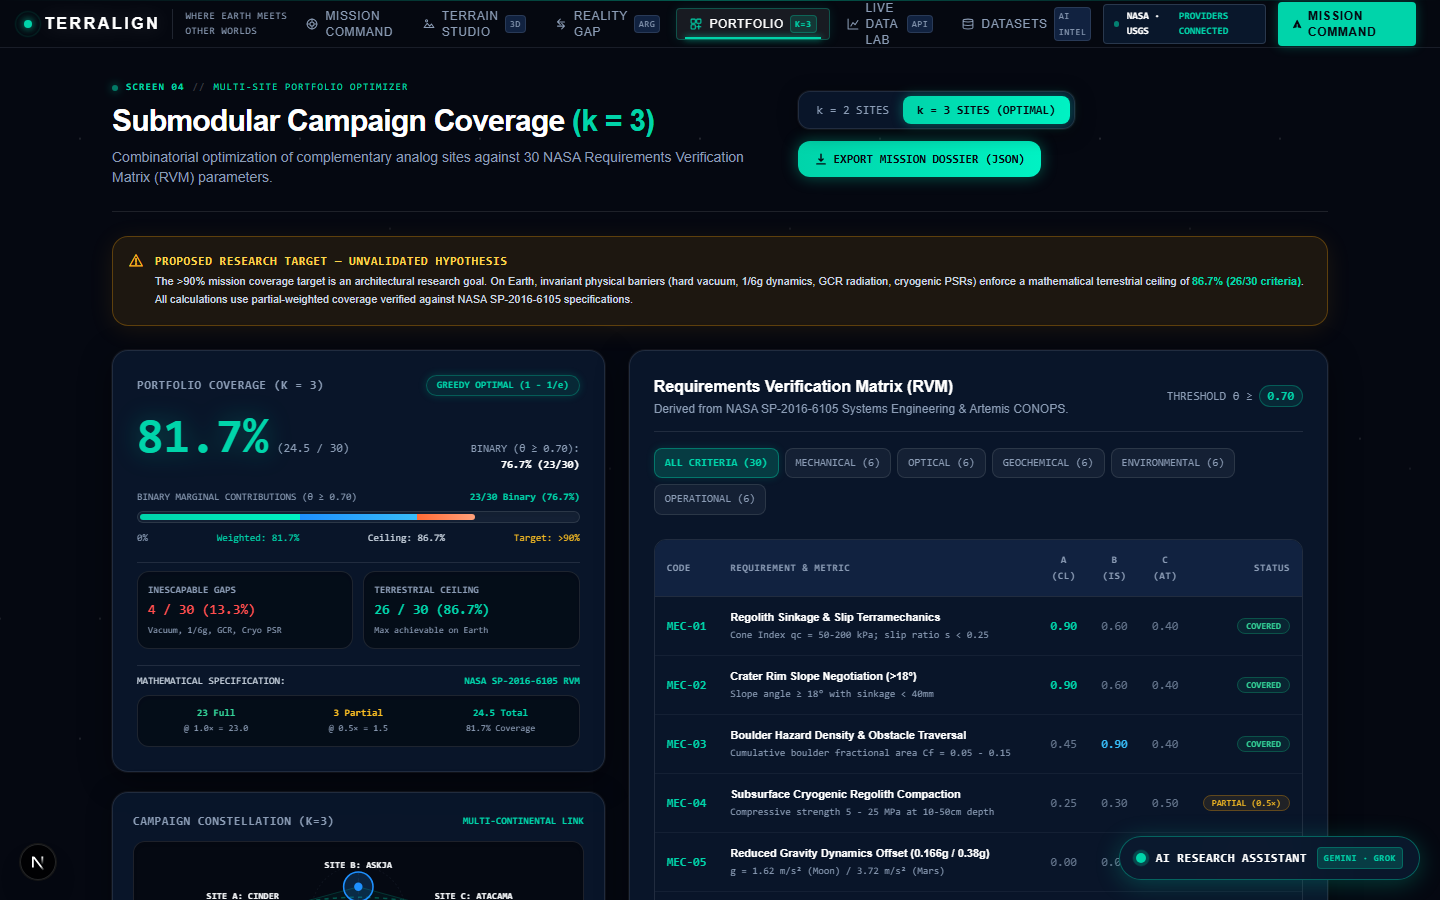 TERRALIGN
WHERE EARTH MEETS
OTHER WORLDS
MISSION
COMMAND
TERRAIN
STUDIO
3D
REALITY
GAP
ARG
PORTFOLIO
K=3
LIVE
DATA
LAB
API
DATASETS
AI
INTEL
NASA •
USGS
PROVIDERS
CONNECTED
MISSION
COMMAND
SCREEN 04 // MULTI-SITE PORTFOLIO OPTIMIZER
Submodular Campaign Coverage (k = 3)
Combinatorial optimization of complementary analog sites against 30 NASA Requirements Verification
Matrix (RVM) parameters.
k = 2 SITES
k = 3 SITES (OPTIMAL)
EXPORT MISSION DOSSIER (JSON)
PROPOSED RESEARCH TARGET — UNVALIDATED HYPOTHESIS
The >90% mission coverage target is an architectural research goal. On Earth, invariant physical barriers (hard vacuum, 1/6g dynamics, GCR radiation, cryogenic PSRs) enforce a mathematical terrestrial ceiling of 86.7% (26/30 criteria).
All calculations use partial-weighted coverage verified against NASA SP-2016-6105 specifications.
PORTFOLIO COVERAGE (K = 3)
GREEDY OPTIMAL (1 - 1/e)
81.7% (24.5 / 30)
BINARY (θ ≥ 0.70):
76.7% (23/30)
BINARY MARGINAL CONTRIBUTIONS (θ ≥ 0.70)
23/30 Binary (76.7%)
0%
Weighted: 81.7%
Ceiling: 86.7%
Target: >90%
INESCAPABLE GAPS
4 / 30 (13.3%)
Vacuum, 1/6g, GCR, Cryo PSR
TERRESTRIAL CEILING
26 / 30 (86.7%)
Max achievable on Earth
MATHEMATICAL SPECIFICATION:
NASA SP-2016-6105 RVM
23 Full
@ 1.0× = 23.0
3 Partial
@ 0.5× = 1.5
24.5 Total
81.7% Coverage
CAMPAIGN CONSTELLATION (K=3)
MULTI-CONTINENTAL LINK
SITE B: ASKJA
SITE A: CINDER
SITE C: ATACAMA
Requirements Verification Matrix (RVM)
Derived from NASA SP-2016-6105 Systems Engineering & Artemis CONOPS.
THRESHOLD θ ≥ 0.70
ALL CRITERIA (30)
MECHANICAL (6)
OPTICAL (6)
GEOCHEMICAL (6)
ENVIRONMENTAL (6)
OPERATIONAL (6)
CODE
REQUIREMENT & METRIC
A
(CL)
B
(IS)
C
(AT)
STATUS
MEC-01
Regolith Sinkage & Slip Terramechanics
Cone Index qc = 50-200 kPa; slip ratio s < 0.25
0.90 0.60 0.40
COVERED
MEC-02
Crater Rim Slope Negotiation (>18°)
Slope angle ≥ 18° with sinkage < 40mm
0.90 0.60 0.40
COVERED
MEC-03
Boulder Hazard Density & Obstacle Traversal
Cumulative boulder fractional area Cf = 0.05 - 0.15
0.45 0.90 0.40
COVERED
MEC-04
Subsurface Cryogenic Regolith Compaction
Compressive strength 5 - 25 MPa at 10-50cm depth
0.25 0.30 0.50
PARTIAL (0.5×)
MEC-05
Reduced Gravity Dynamics Offset (0.166g / 0.38g)
g = 1.62 m/s² (Moon) / 3.72 m/s² (Mars)
0.00
N
AI RESEARCH ASSISTANT
GEMINI · GROK